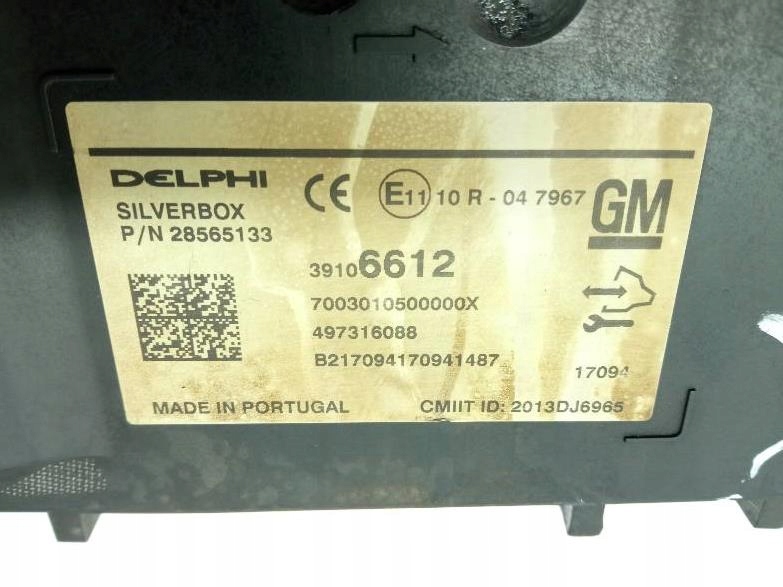 DELPHI
SILVERBOX
P/N 28565133
CE
E11 10 R - 04 7967
GM
39106612
7003010500000X
497316088
B217094170941487
17094
MADE IN PORTUGAL
CMIIT ID: 2013DJ6965